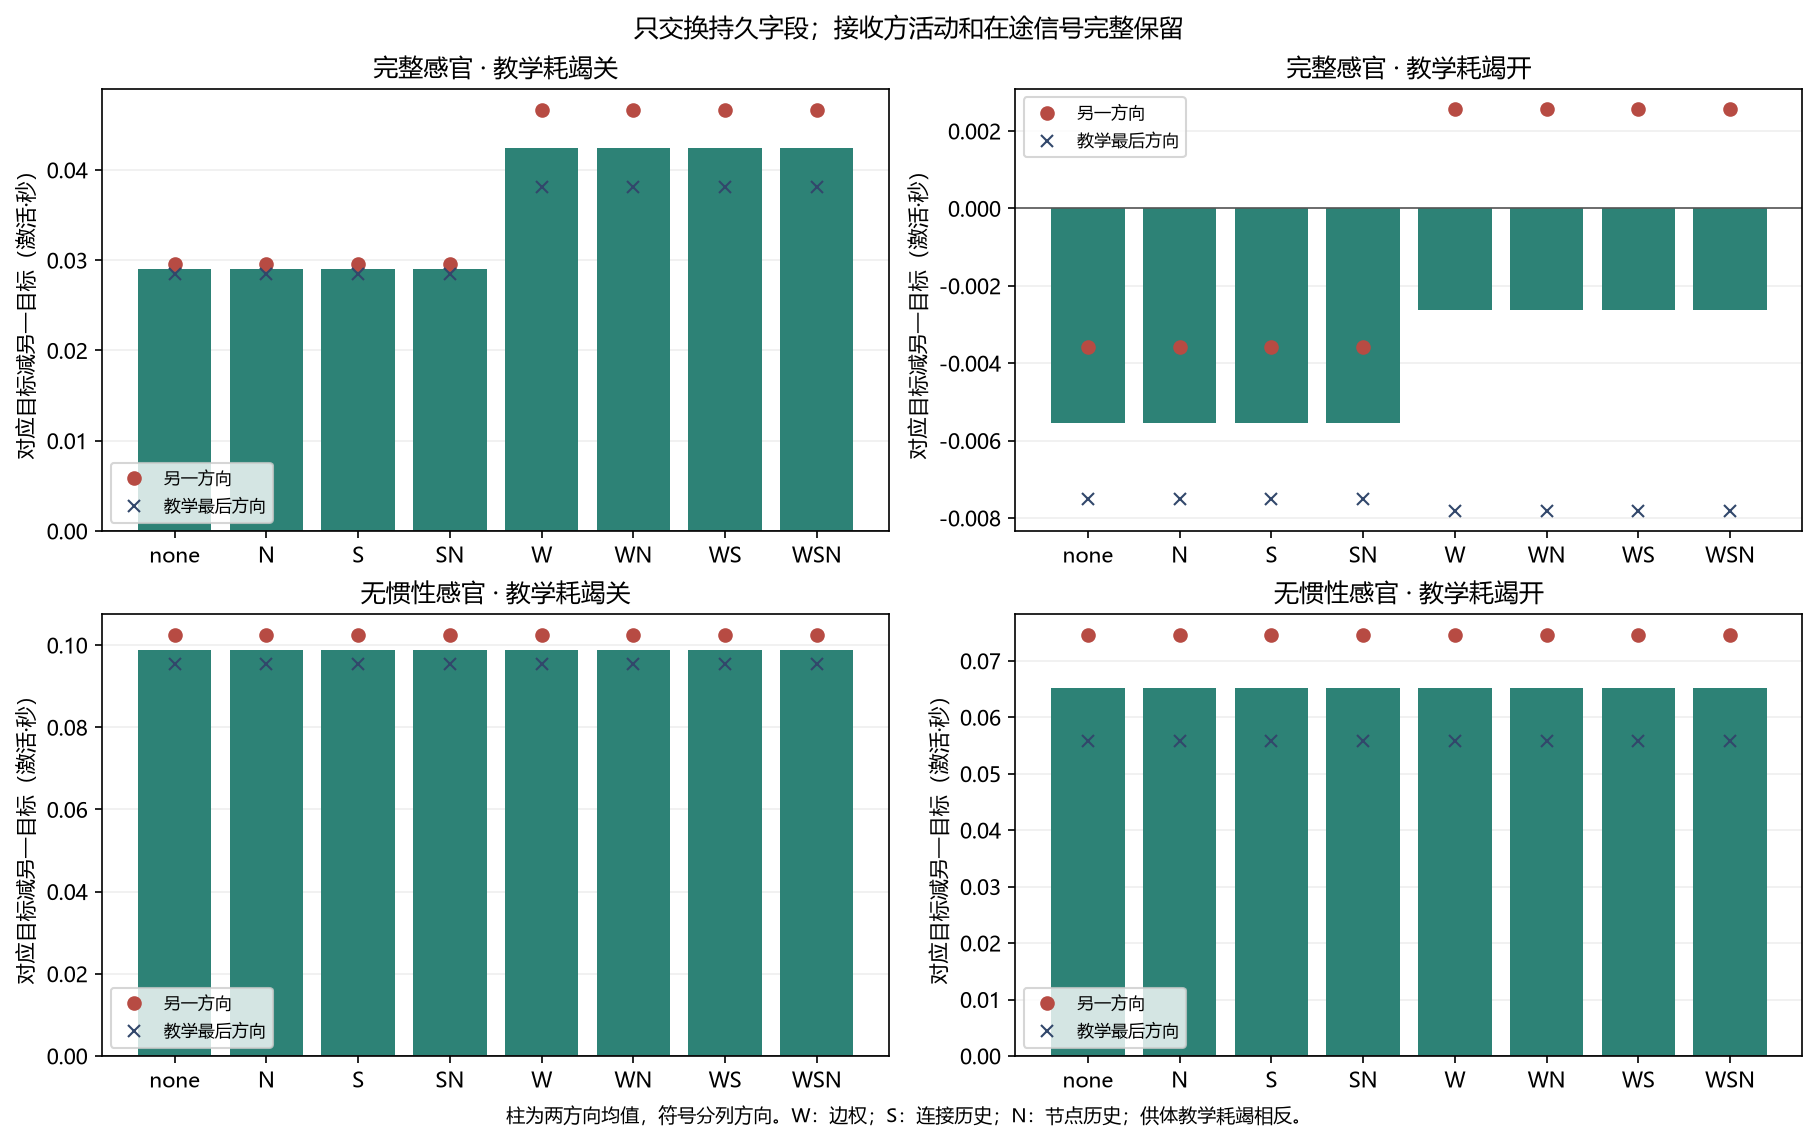 只交换持久字段；接收方活动和在途信号完整保留
完整感官 · 教学耗竭关
对应目标减另一目标（激活·秒）
0.04
0.03
0.02
0.01
0.00
另一方向
教学最后方向
none N S SN W WN WS WSN
完整感官 · 教学耗竭开
对应目标减另一目标（激活·秒）
0.002
0.000
-0.002
-0.004
-0.006
-0.008
另一方向
教学最后方向
none N S SN W WN WS WSN
无惯性感官 · 教学耗竭关
对应目标减另一目标（激活·秒）
0.10
0.08
0.06
0.04
0.02
0.00
另一方向
教学最后方向
none N S SN W WN WS WSN
无惯性感官 · 教学耗竭开
对应目标减另一目标（激活·秒）
0.07
0.06
0.05
0.04
0.03
0.02
0.01
0.00
另一方向
教学最后方向
none N S SN W WN WS WSN
柱为两方向均值，符号分列方向。W：边权；S：连接历史；N：节点历史；供体教学耗竭相反。